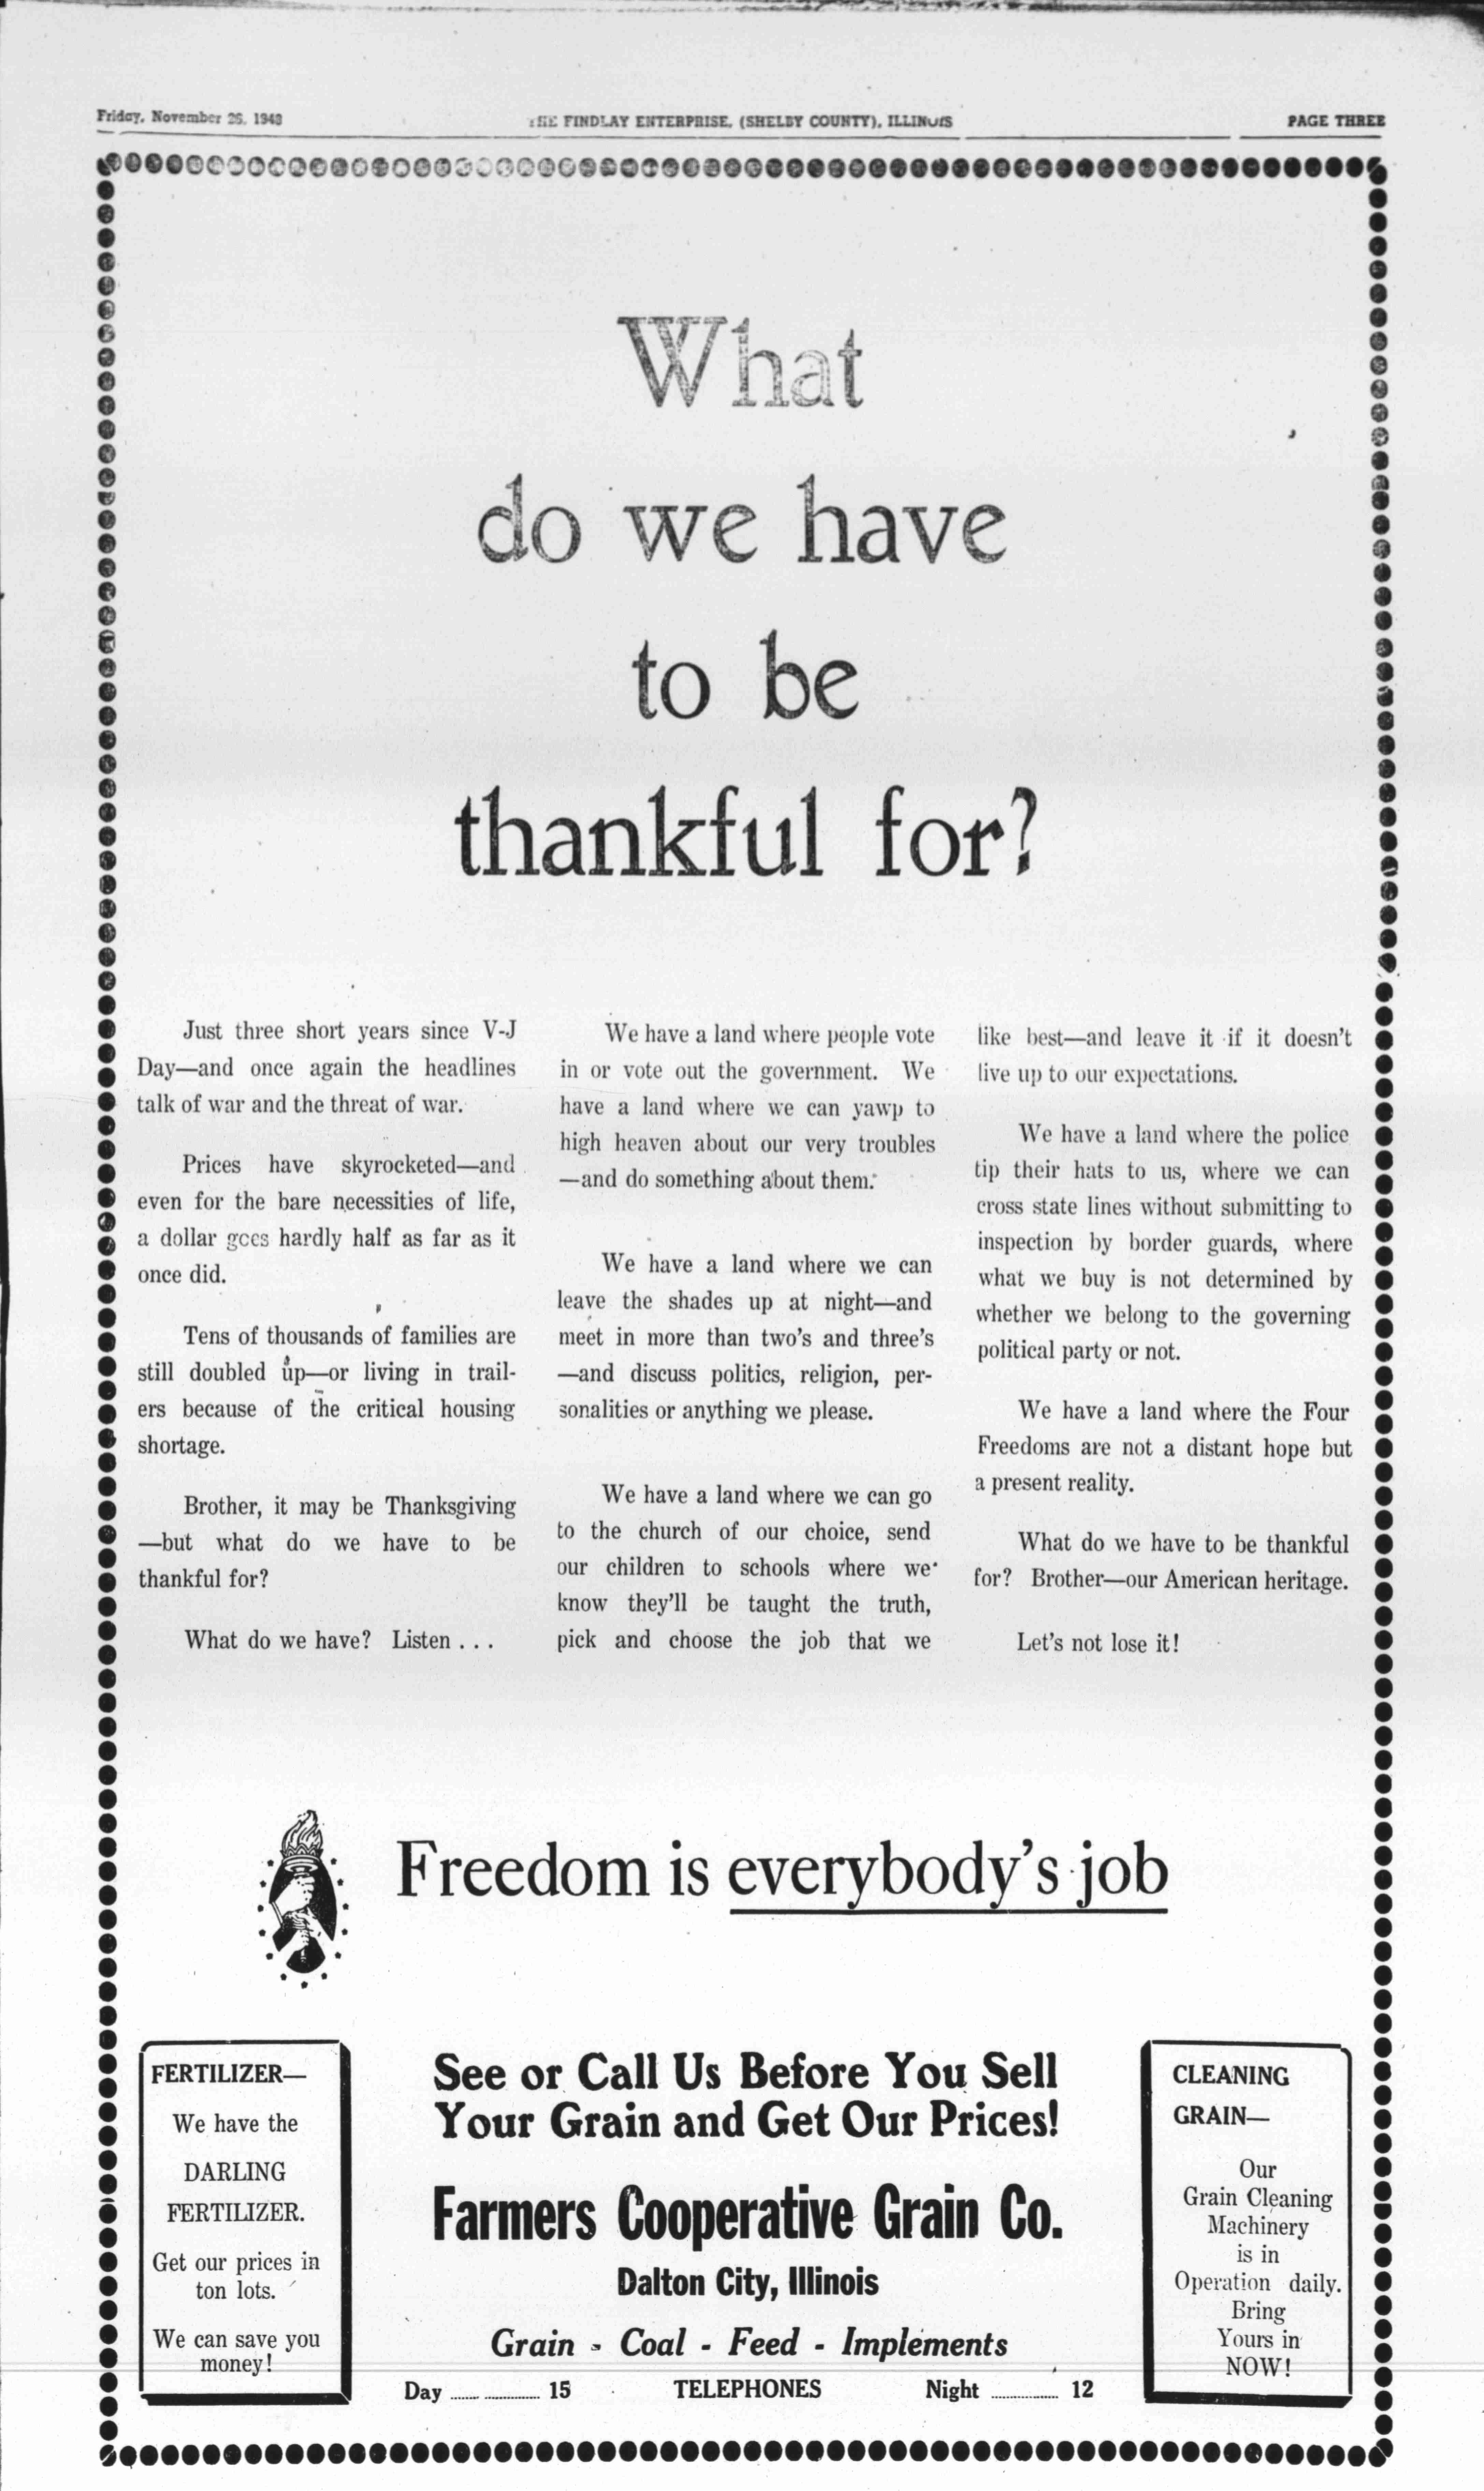 Friday, November 26, 1948
THE FINDLAY ENTERPRISE, (SHELBY COUNTY), ILLINOIS
PAGE THREE
What
do we have
to be
thankful for?
Just three short years since V-J
Day—and once again the headlines
talk of war and the threat of war.
Prices have skyrocketed—and
even for the bare necessities of life,
a dollar goes hardly half as far as it
once did.
Tens of thousands of families are
still doubled up—or living in trail-
ers because of the critical housing
shortage.
Brother, it may be Thanksgiving
—but what do we have to be
thankful for?
What do we have? Listen . . .
We have a land where people vote
in or vote out the government. We
have a land where we can yawp to
high heaven about our very troubles
—and do something about them.
We have a land where we can
leave the shades up at night—and
meet in more than two's and three's
—and discuss politics, religion, per-
sonalities or anything we please.
We have a land where we can go
to the church of our choice, send
our children to schools where we
know they'll be taught the truth,
pick and choose the job that we
like best—and leave it if it doesn't
live up to our expectations.
We have a land where the police
tip their hats to us, where we can
cross state lines without submitting to
inspection by border guards, where
what we buy is not determined by
whether we belong to the governing
political party or not.
We have a land where the Four
Freedoms are not a distant hope but
a present reality.
What do we have to be thankful
for? Brother—our American heritage.
Let's not lose it!
Freedom is everybody's job
FERTILIZER—
We have the
DARLING
FERTILIZER.
Get our prices in
ton lots.
We can save you
money!
See or Call Us Before You Sell
Your Grain and Get Our Prices!
Farmers Cooperative Grain Co.
Dalton City, Illinois
Grain - Coal - Feed - Implements
Day ............ 15 TELEPHONES Night ............ 12
CLEANING
GRAIN—
Our
Grain Cleaning
Machinery
is in
Operation daily.
Bring
Yours in
NOW!